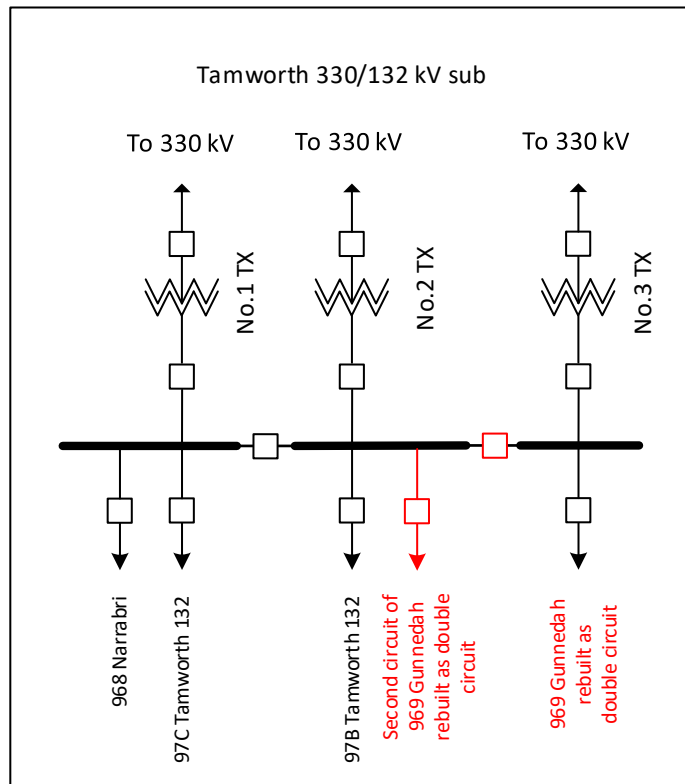 Tamworth 330/132 kV sub
To 330 kV
To 330 kV
To 330 kV
No.1 TX
No.2 TX
No.3 TX
968 Narrabri
97C Tamworth 132
97B Tamworth 132
Second circuit of
969 Gunnedah
rebuilt as double
circuit
969 Gunnedah
rebuilt as
double circuit